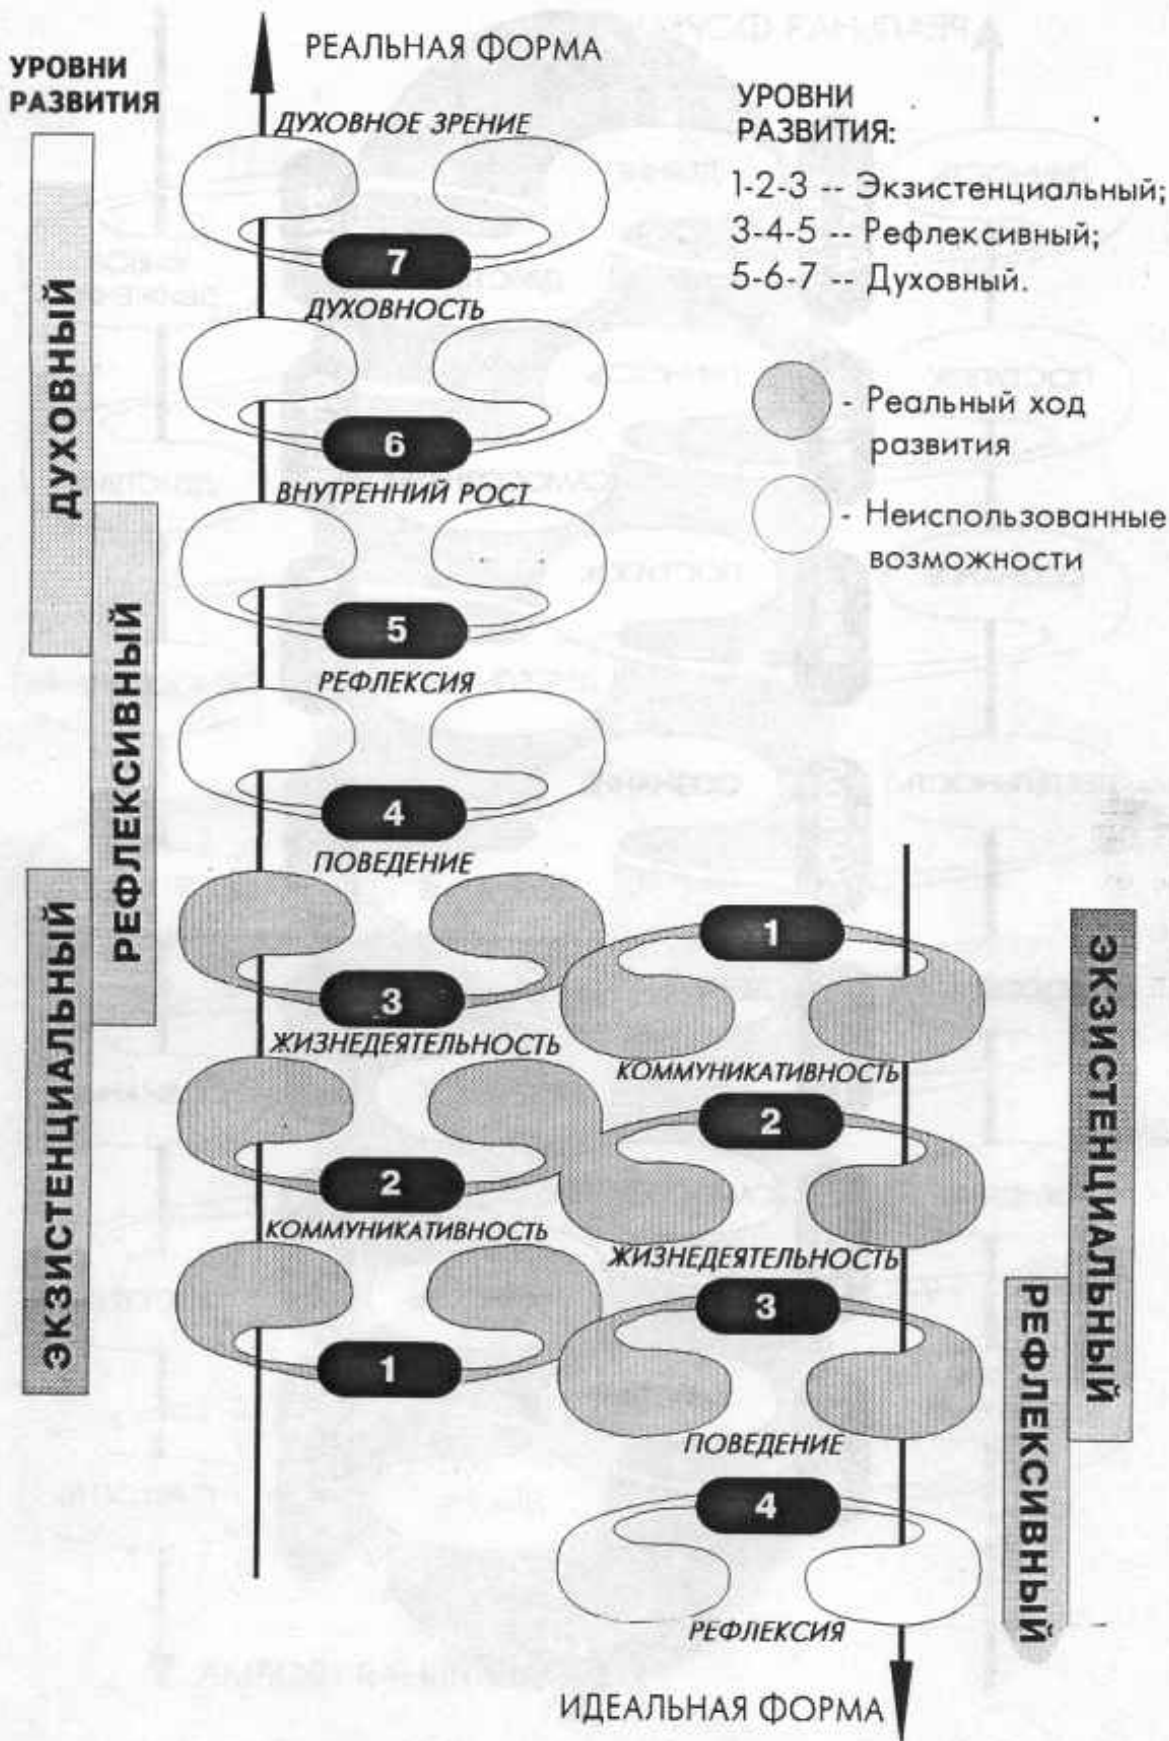 РЕАЛЬНАЯ ФОРМА
УРОВНИ
РАЗВИТИЯ
ДУХОВНОЕ ЗРЕНИЕ
7
ДУХОВНОСТЬ
6
ВНУТРЕННИЙ РОСТ
5
РЕФЛЕКСИЯ
4
ПОВЕДЕНИЕ
3
ЖИЗНЕДЕЯТЕЛЬНОСТЬ
2
КОММУНИКАТИВНОСТЬ
1
ДУХОВНЫЙ
РЕФЛЕКСИВНЫЙ
ЭКЗИСТЕНЦИАЛЬНЫЙ
УРОВНИ
РАЗВИТИЯ:
1-2-3 -- Экзистенциальный;
3-4-5 -- Рефлексивный;
5-6-7 -- Духовный.
- Реальный ход
развития
- Неиспользованные
возможности
1
КОММУНИКАТИВНОСТЬ
2
ЖИЗНЕДЕЯТЕЛЬНОСТЬ
3
ПОВЕДЕНИЕ
4
РЕФЛЕКСИЯ
ЭКЗИСТЕНЦИАЛЬНЫЙ
РЕФЛЕКСИВНЫЙ
ИДЕАЛЬНАЯ ФОРМА